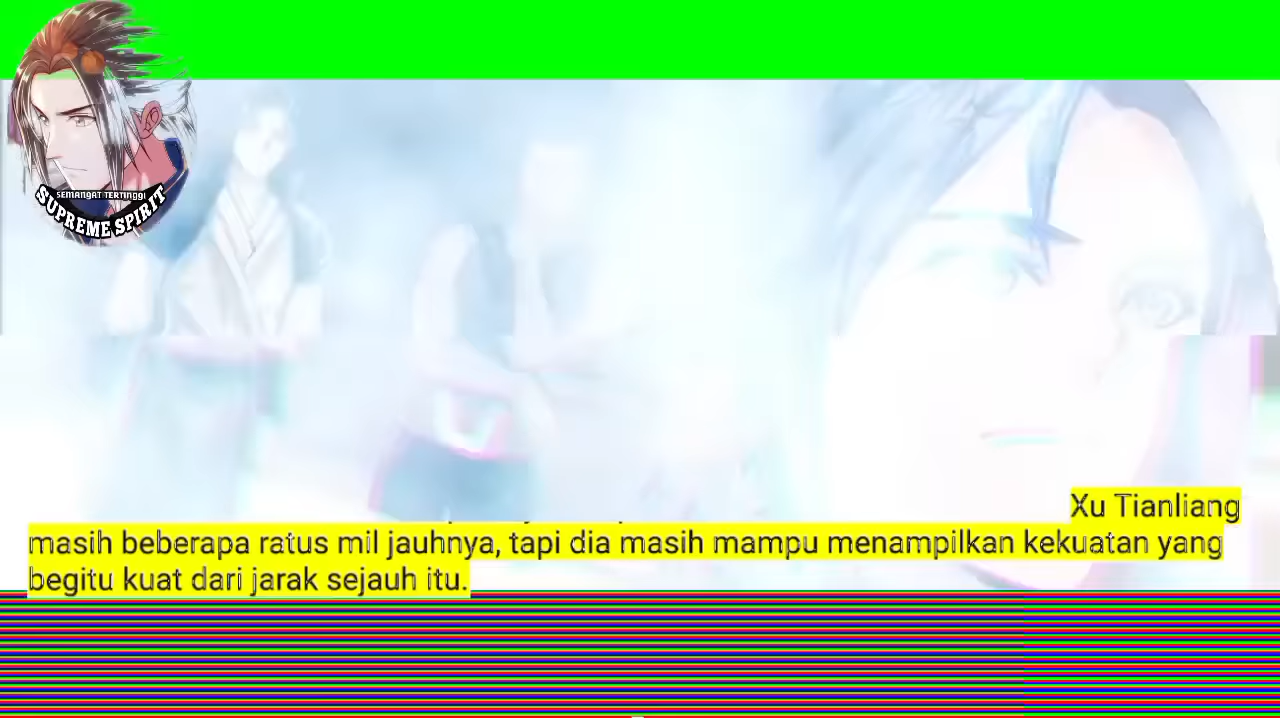 SEMANGAT TERTINGGI
SUPREME SPIRIT
Xu Tianliang
masih beberapa ratus mil jauhnya, tapi dia masih mampu menampilkan kekuatan yang
begitu kuat dari jarak sejauh itu.